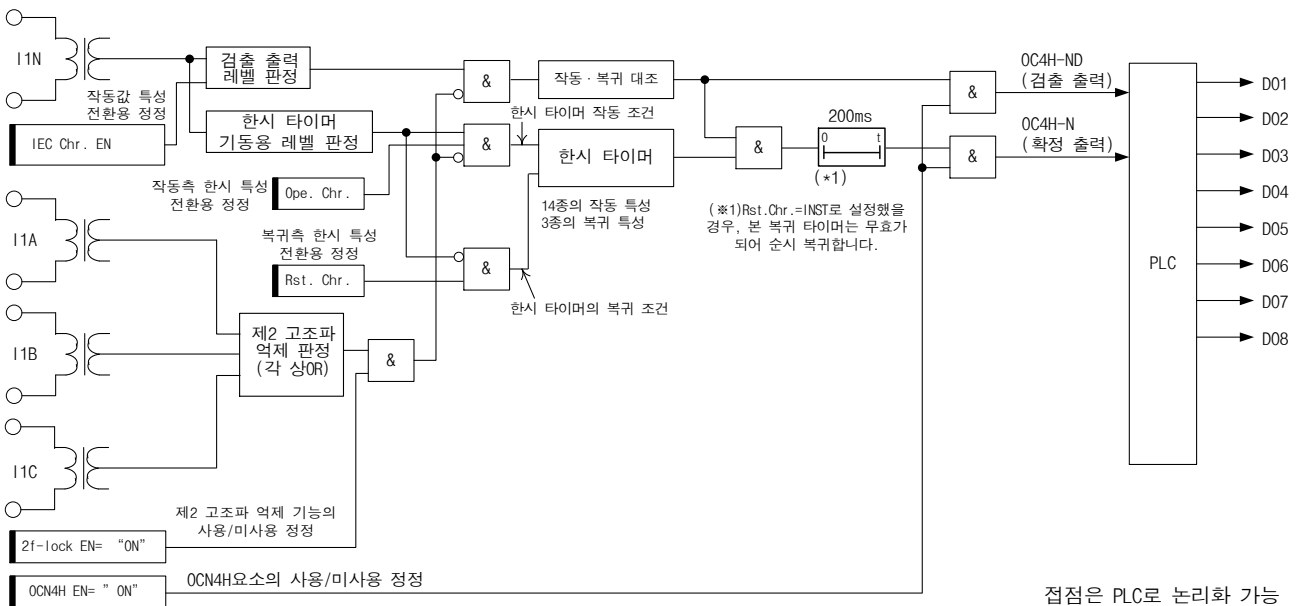 I1N
검출 출력
레벨 판정
작동값 특성
전환용 정정
IEC Chr. EN
한시 타이머
기동용 레벨 판정
작동측 한시 특성
전환용 정정
Ope. Chr.
복귀측 한시 특성
전환용 정정
Rst. Chr.
&
작동·복귀 대조
한시 타이머 작동 조건
&
한시 타이머
14종의 작동 특성
3종의 복귀 특성
&
한시 타이머의 복귀 조건
&
200ms
0 t
(*1)
(※1)Rst.Chr.=INST로 설정했을
경우, 본 복귀 타이머는 무효가
되어 순시 복귀합니다.
&
OC4H-ND
(검출 출력)
&
OC4H-N
(확정 출력)
PLC
D01
D02
D03
D04
D05
D06
D07
D08
I1A
I1B
I1C
제2 고조파
억제 판정
(각 상OR)
&
제2 고조파 억제 기능의
사용/미사용 정정
2f-lock EN= “ON”
OCN4H EN= ”ON”
OCN4H요소의 사용/미사용 정정
접점은 PLC로 논리화 가능